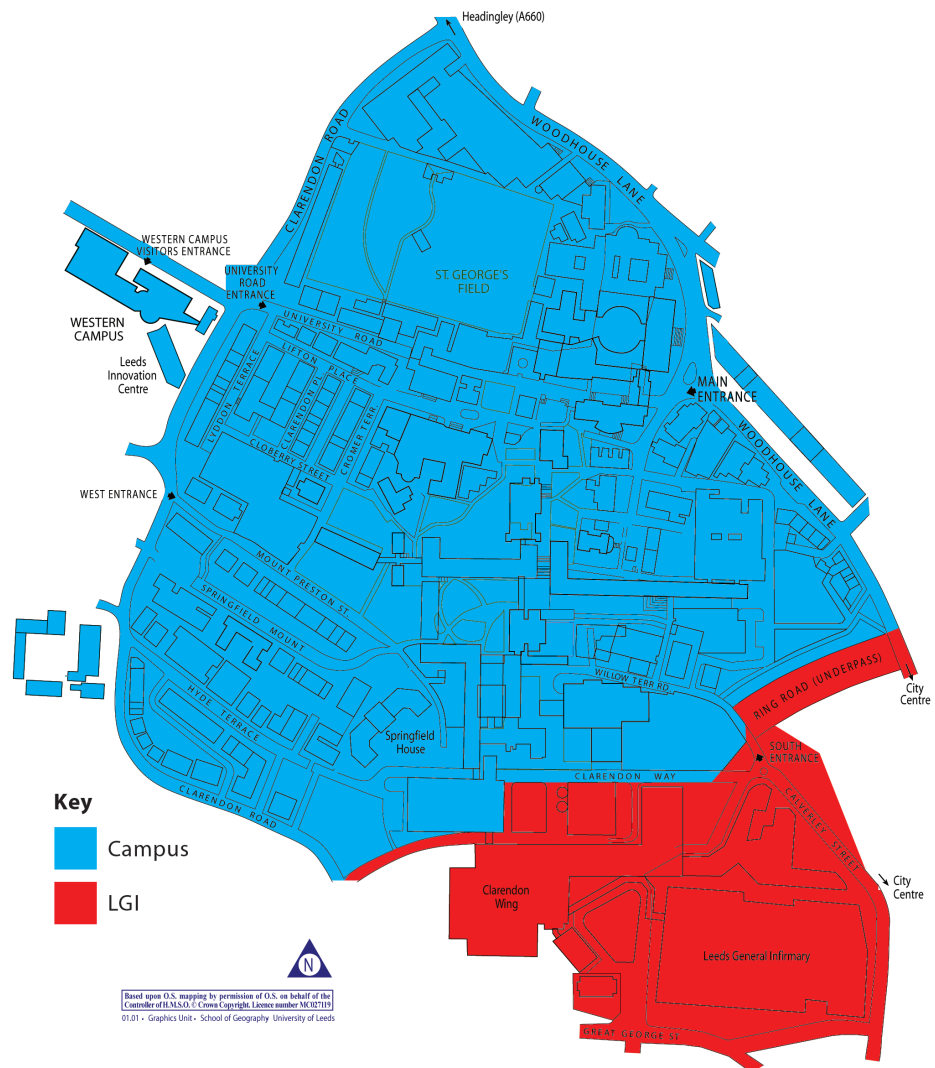 Headingley (A660)
CLARENDON ROAD
WOODHOUSE LANE
WESTERN CAMPUS
VISITORS ENTRANCE
UNIVERSITY
ROAD
ENTRANCE
ST. GEORGE'S
FIELD
WESTERN
CAMPUS
UNIVERSITY ROAD
Leeds
Innovation
Centre
LIFTON PLACE
MAIN
ENTRANCE
LYDDON TERRACE
CLARENDON PL
CROMER TERR
CLOBERRY STREET
WOODHOUSE LANE
WEST ENTRANCE
MOUNT PRESTON ST.
SPRINGFIELD MOUNT
WILLOW TERR RD
RING ROAD (UNDERPASS)
City
Centre
HYDE TERRACE
Springfield
House
SOUTH
ENTRANCE
CLARENDON WAY
CLARENDON ROAD
CALVERLEY STREET
Key
Campus
LGI
City
Centre
Clarendon
Wing
Leeds General Infirmary
N
Based upon O.S. mapping by permission of O.S. on behalf of the
Controller of H.M.S.O. © Crown Copyright. Licence number MC027119
01.01 • Graphics Unit • School of Geography University of Leeds
GREAT GEORGE ST